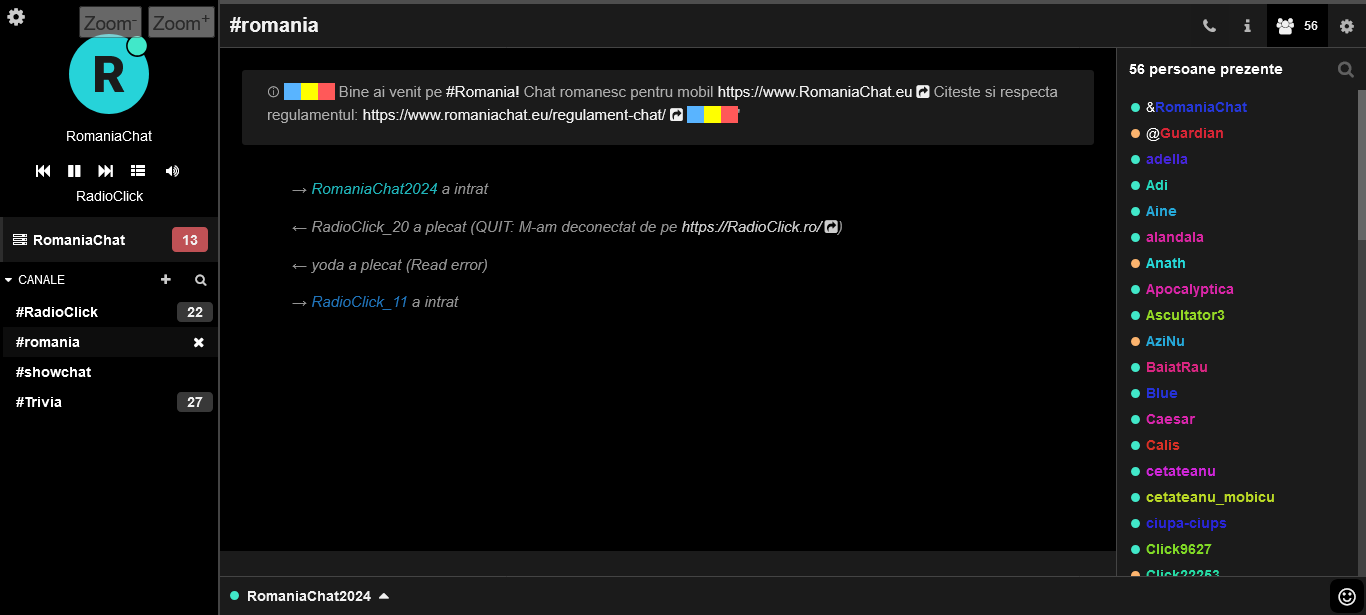 Zoom-
Zoom+
R
RomaniaChat
RadioClick
RomaniaChat 13
CANALE
#RadioClick 22
#romania
#showchat
#Trivia 27
#romania
56
Bine ai venit pe #Romania! Chat romanesc pentru mobil https://www.RomaniaChat.eu Citeste si respecta
regulamentul: https://www.romaniachat.eu/regulament-chat/
→ RomaniaChat2024 a intrat
← RadioClick_20 a plecat (QUIT: M-am deconectat de pe https://RadioClick.ro/)
← yoda a plecat (Read error)
→ RadioClick_11 a intrat
RomaniaChat2024
56 persoane prezente
&RomaniaChat
@Guardian
adella
Adi
Aine
alandala
Anath
Apocalyptica
Ascultator3
AziNu
BaiatRau
Blue
Caesar
Calis
cetateanu
cetateanu_mobicu
ciupa-ciups
Click9627
Click22253